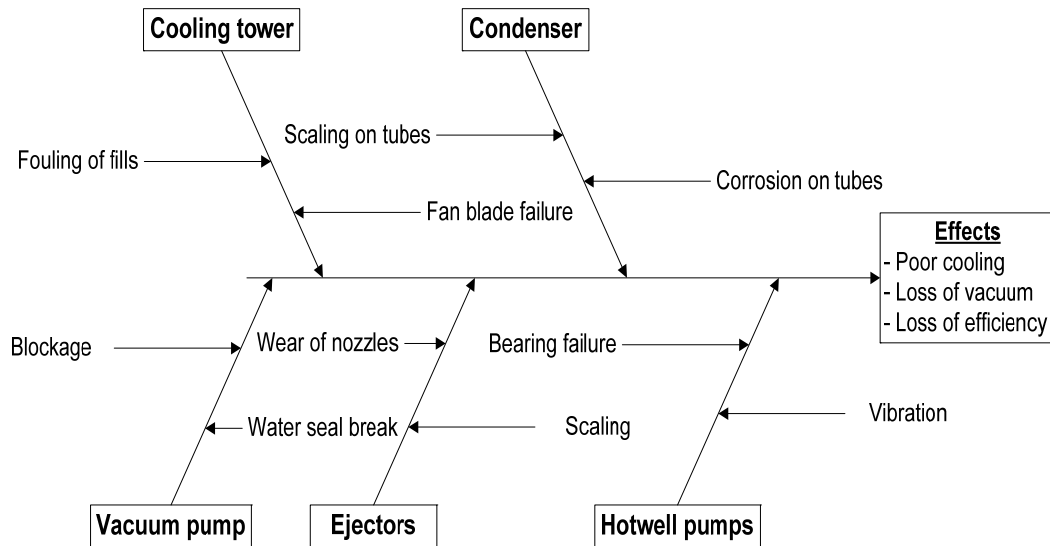 Cooling tower
Condenser
Scaling on tubes
Fouling of fills
Corrosion on tubes
Fan blade failure
Effects
- Poor cooling
- Loss of vacuum
- Loss of efficiency
Blockage
Wear of nozzles
Bearing failure
Water seal break
Scaling
Vibration
Vacuum pump
Ejectors
Hotwell pumps